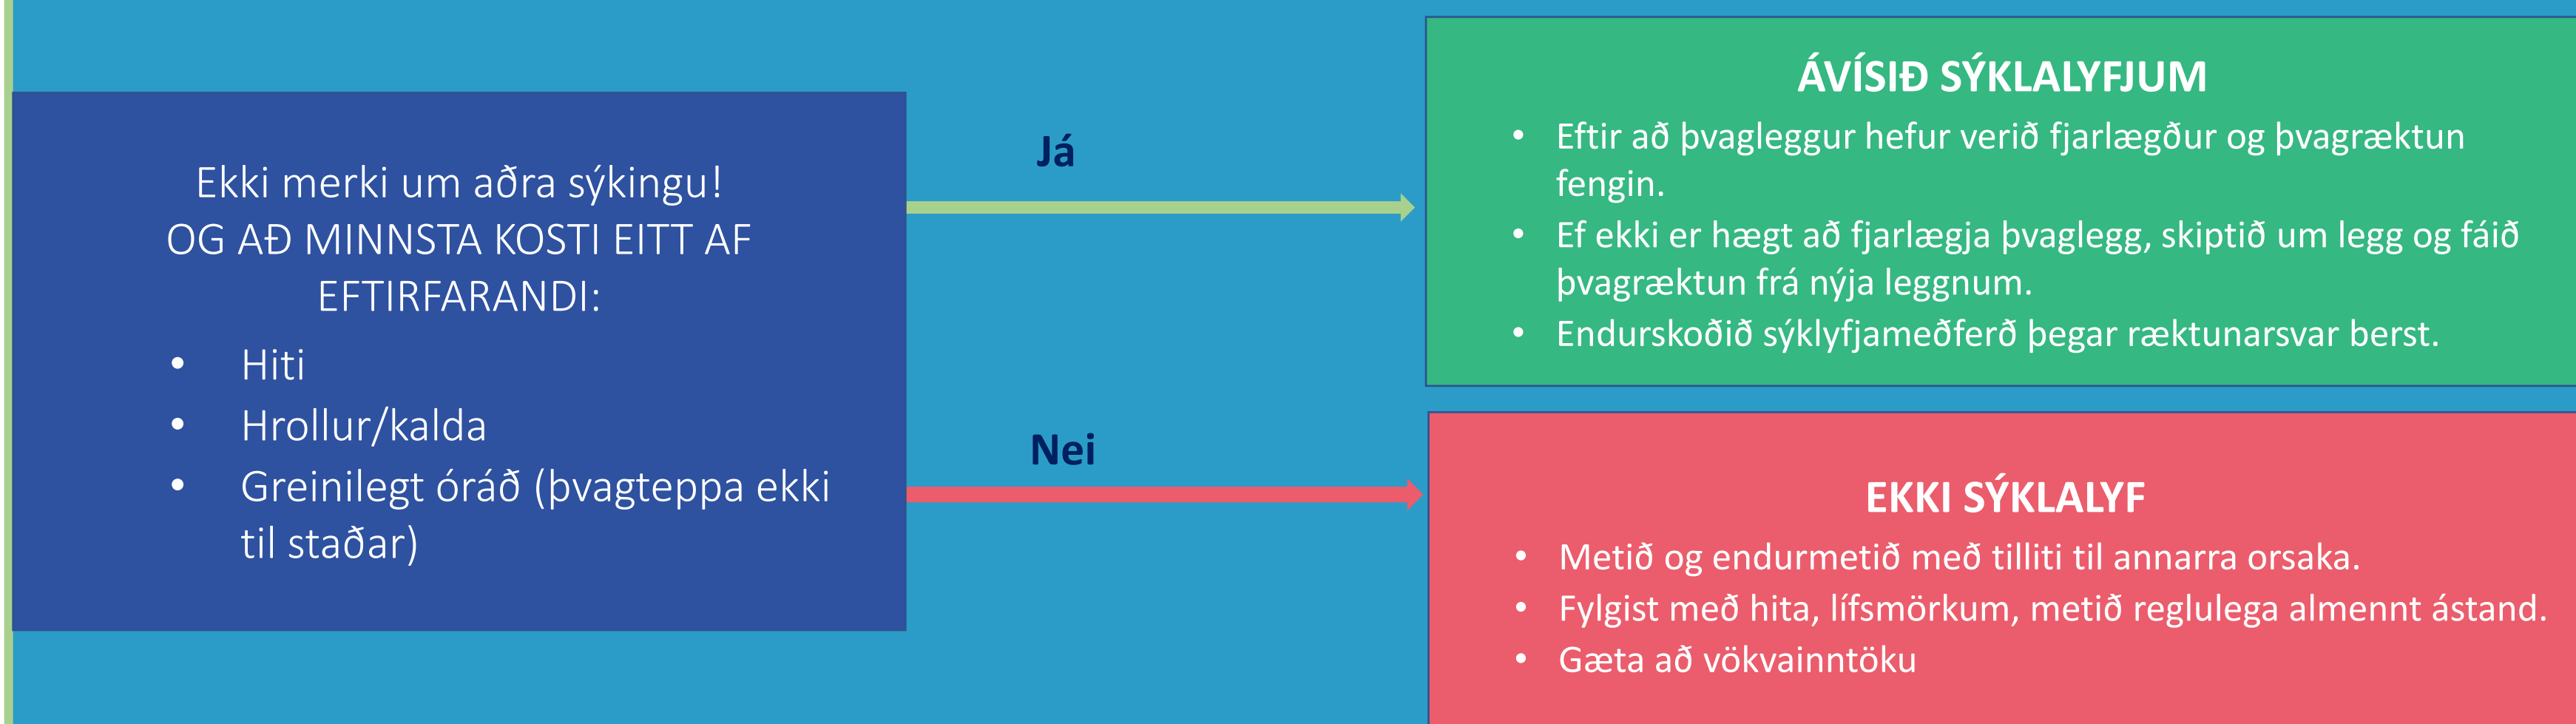 Ekki merki um aðra sýkingu!
OG AÐ MINNSTA KOSTI EITT AF
EFTIRFARANDI:
• Hiti
• Hrollur/kalda
• Greinilegt óráð (þvagteppa ekki
til staðar)
Já
Nei
ÁVÍSIÐ SÝKLALYFJUM
• Eftir að þvagleggur hefur verið fjarlægður og þvagræktun
fengin.
• Ef ekki er hægt að fjarlægja þvaglegg, skiptið um legg og fáið
þvagræktun frá nýja leggnum.
• Endurskoðið sýklyfjameðferð þegar ræktunarsvar berst.
EKKI SÝKLALYF
• Metið og endurmetið með tilliti til annarra orsaka.
• Fylgist með hita, lífsmörkum, metið reglulega almennt ástand.
• Gæta að vökvainntöku